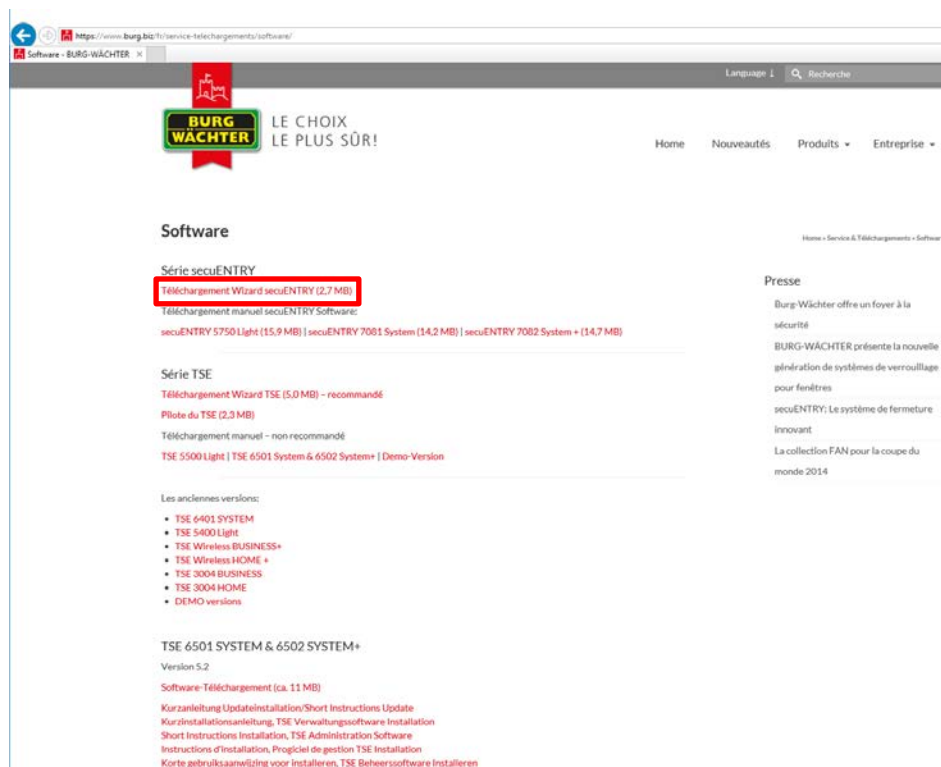 https://www.burg.biz/fr/service-telechargements/software/
Software - BURG-WÄCHTER ×
Language ↓ Recherche
BURG
WÄCHTER
LE CHOIX
LE PLUS SÛR!
Home Nouveautés Produits Entreprise
Software
Home » Service & Téléchargements » Softwar
Série secuENTRY
Téléchargement Wizard secuENTRY (2,7 MB)
Téléchargement manuel secuENTRY Software:
secuENTRY 5750 Light (15,9 MB) | secuENTRY 7081 System (14,2 MB) | secuENTRY 7082 System + (14,7 MB)
Série TSE
Téléchargement Wizard TSE (5,0 MB) – recommandé
Pilote du TSE (2,3 MB)
Téléchargement manuel – non recommandé
TSE 5500 Light | TSE 6501 System & 6502 System+ | Demo-Version
Les anciennes versions:
• TSE 6401 SYSTEM
• TSE 5400 Light
• TSE Wireless BUSINESS+
• TSE Wireless HOME +
• TSE 3004 BUSINESS
• TSE 3004 HOME
• DEMO versions
TSE 6501 SYSTEM & 6502 SYSTEM+
Version 5.2
Software-Téléchargement (ca. 11 MB)
Kurzanleitung Updateinstallation/Short Instructions Update
Kurzinstallationsanleitung, TSE Verwaltungssoftware Installation
Short Instructions Installation, TSE Administration Software
Instructions d'installation, Progiciel de gestion TSE Installation
Korte gebruiksaanwijzing voor installeren, TSE Beheerssoftware Installeren
Presse
Burg-Wächter offre un foyer à la
sécurité
BURG-WÄCHTER présente la nouvelle
génération de systèmes de verrouillage
pour fenêtres
secuENTRY: Le système de fermeture
innovant
La collection FAN pour la coupe du
monde 2014